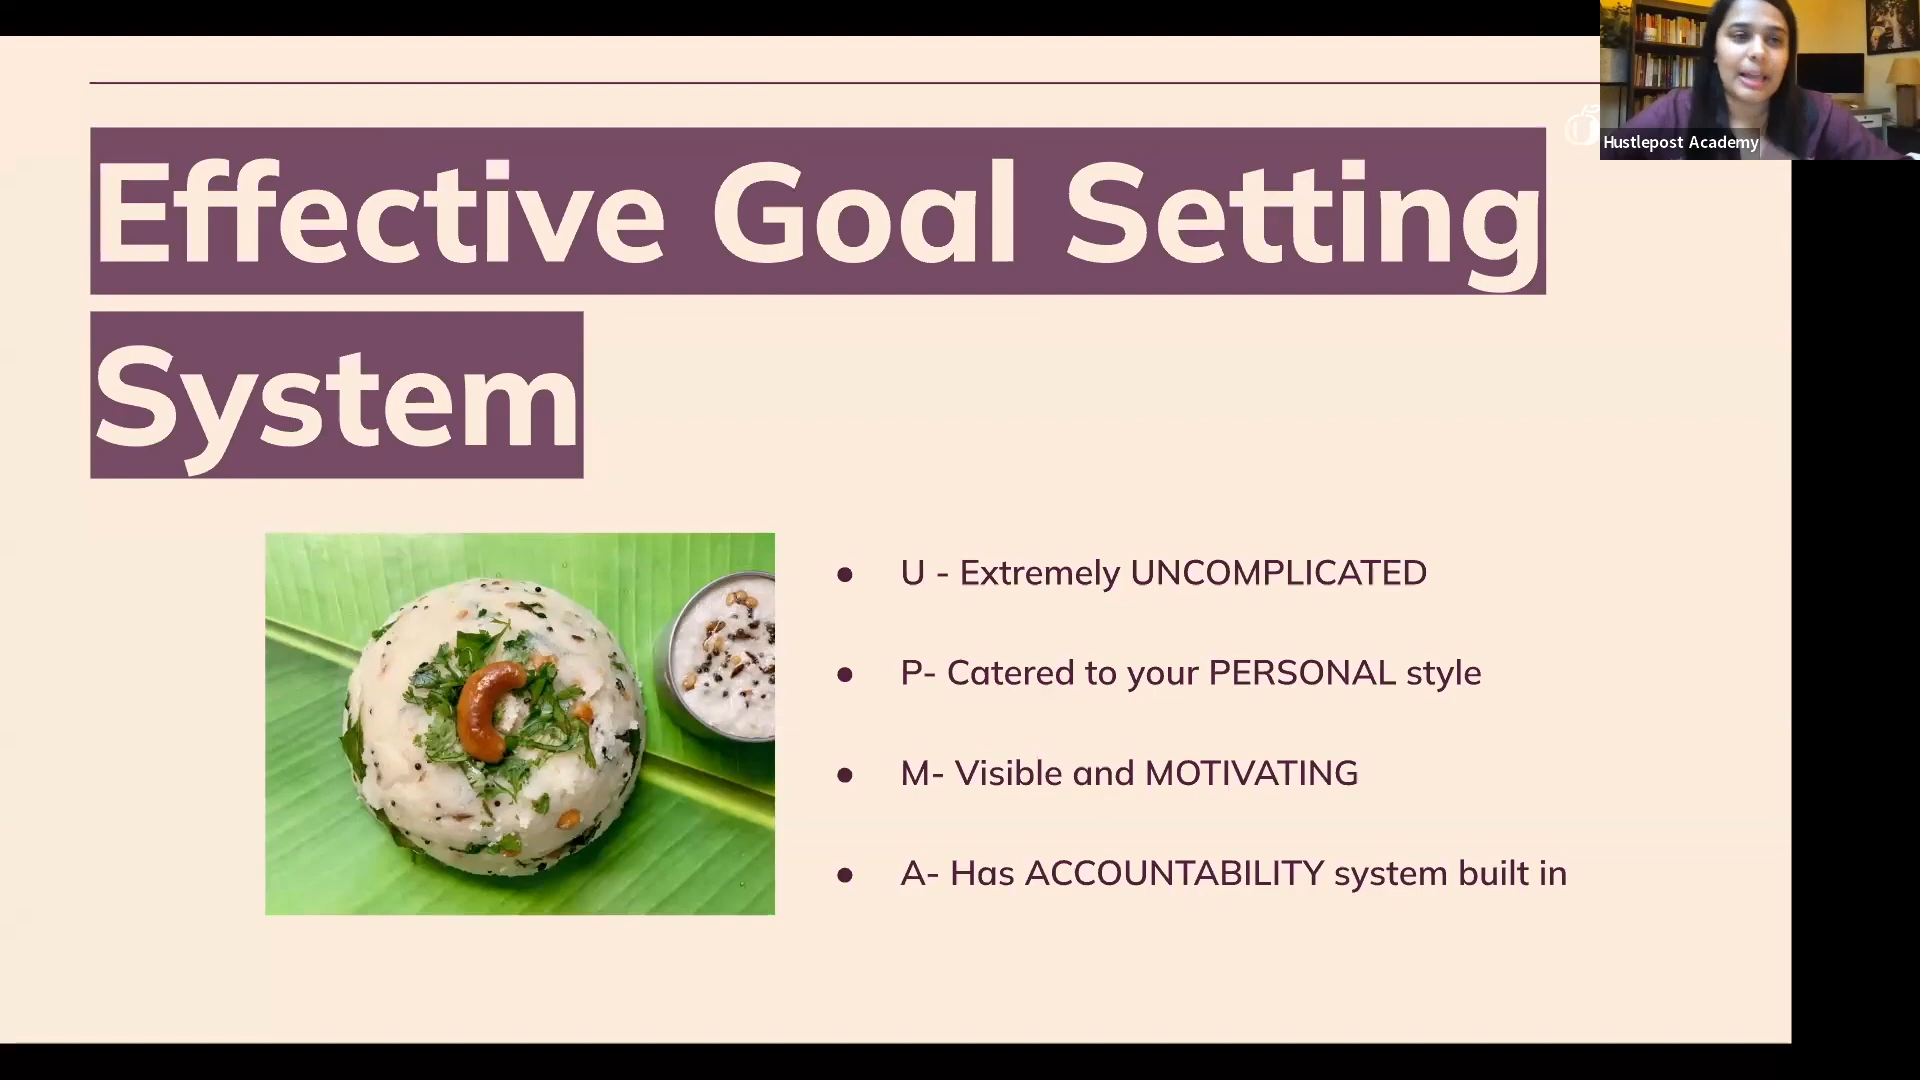 Effective Goal Setting
System
Hustlepost Academy
● U - Extremely UNCOMPLICATED
● P- Catered to your PERSONAL style
● M- Visible and MOTIVATING
● A- Has ACCOUNTABILITY system built in